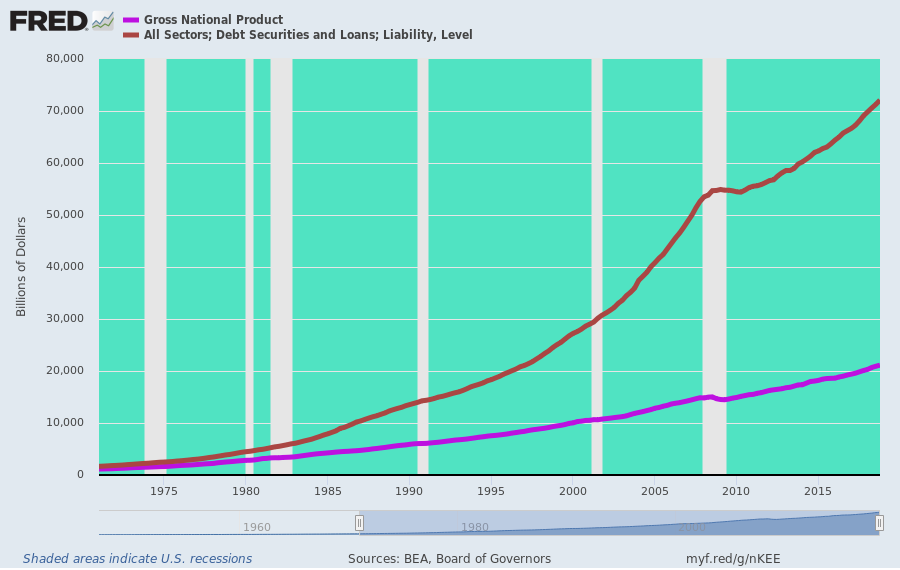 FRED
Gross National Product
All Sectors; Debt Securities and Loans; Liability, Level
80,000
70,000
60,000
50,000
40,000
30,000
20,000
10,000
0
Billions of Dollars
1975 1980 1985 1990 1995 2000 2005 2010 2015
1960 1980 2000
Shaded areas indicate U.S. recessions Sources: BEA, Board of Governors myf.red/g/nKEE